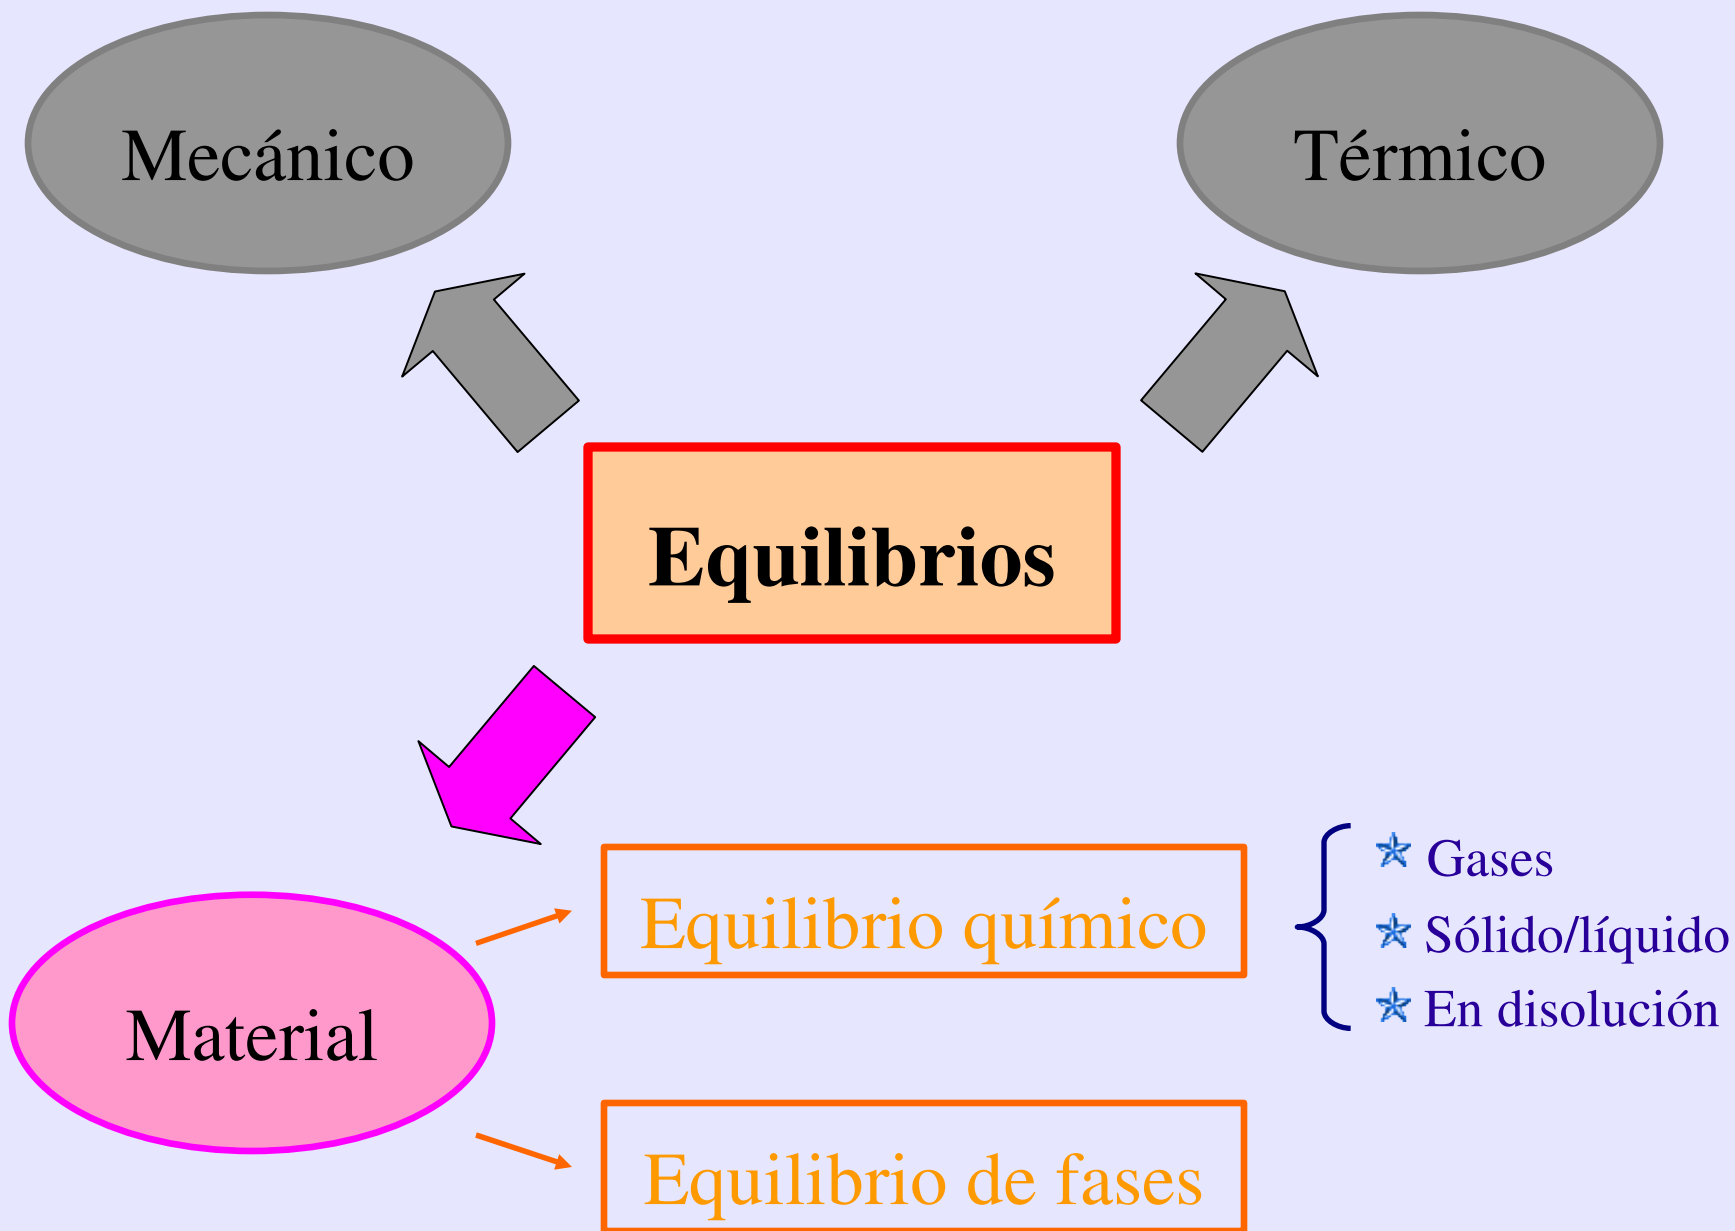 Mecánico
Térmico
Equilibrios
Material
Equilibrio químico
Gases
Sólido/líquido
En disolución
Equilibrio de fases